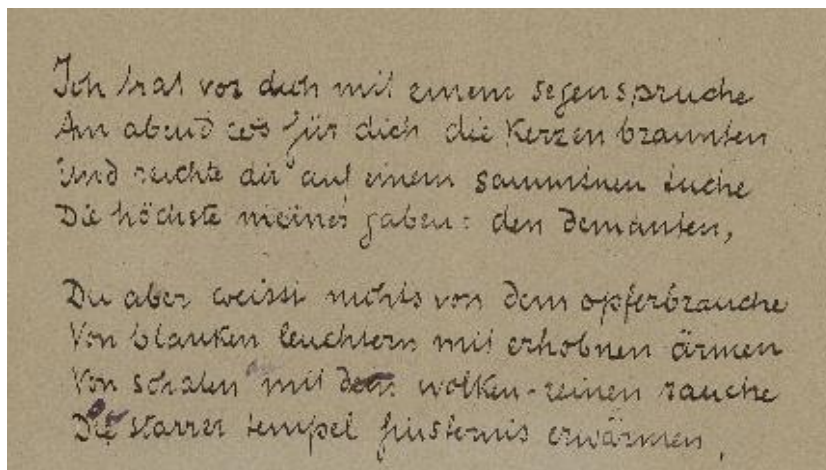 Ich trat vor dich mit einem segenspruche
Am abend wo für dich die kerzen brannten
Und reichte dir auf einem sammtnen tuche
Die höchste meiner gaben: den demanten,
Du aber weisst nichts von dem opferbrauche
Von blanken leuchtern mit erhobnen ärmen
Von schalen mit wolken-reinen rauche
Die starrer tempel finsternis erwärmen,